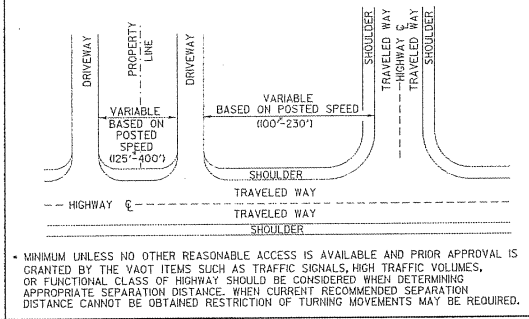 DRIVEWAY
PROPERTY
LINE
DRIVEWAY
SHOULDER
TRAVELED WAY
HIGHWAY ℄
TRAVELED WAY
SHOULDER
VARIABLE
BASED ON
POSTED
SPEED
(125'-400')
VARIABLE
BASED ON POSTED SPEED
(100'-230')
SHOULDER
TRAVELED WAY
HIGHWAY ℄
TRAVELED WAY
SHOULDER
* MINIMUM UNLESS NO OTHER REASONABLE ACCESS IS AVAILABLE AND PRIOR APPROVAL IS
GRANTED BY THE VAOT ITEMS SUCH AS TRAFFIC SIGNALS, HIGH TRAFFIC VOLUMES,
OR FUNCTIONAL CLASS OF HIGHWAY SHOULD BE CONSIDERED WHEN DETERMINING
APPROPRIATE SEPARATION DISTANCE. WHEN CURRENT RECOMMENDED SEPARATION
DISTANCE CANNOT BE OBTAINED RESTRICTION OF TURNING MOVEMENTS MAY BE REQUIRED.